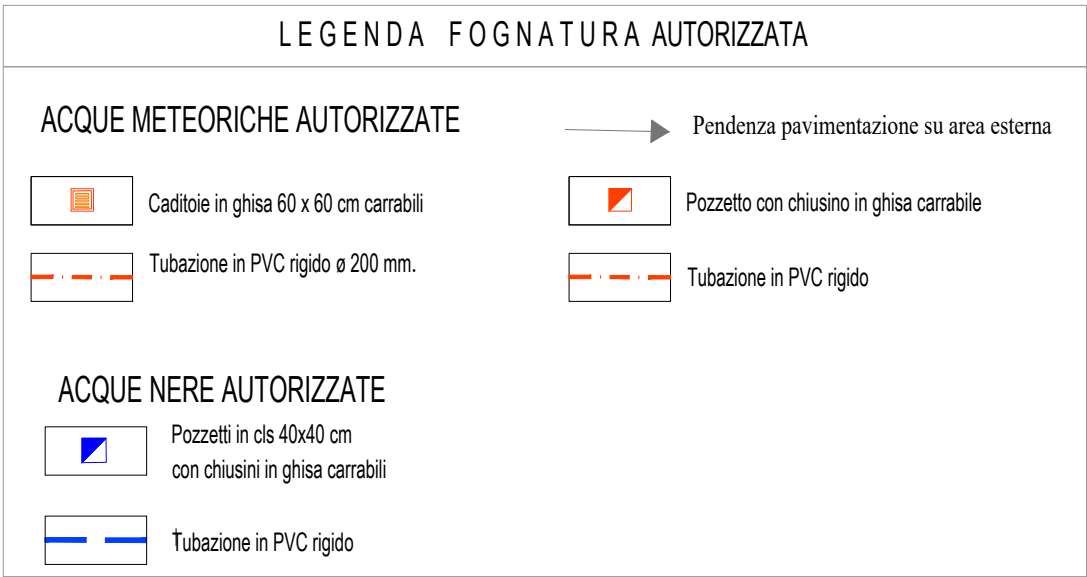 LEGENDA FOGNATURA AUTORIZZATA
ACQUE METEORICHE AUTORIZZATE
Pendenza pavimentazione su area esterna
Caditoie in ghisa 60 x 60 cm carrabili
Pozzetto con chiusino in ghisa carrabile
Tubazione in PVC rigido ø 200 mm.
Tubazione in PVC rigido
ACQUE NERE AUTORIZZATE
Pozzetti in cls 40x40 cm
con chiusini in ghisa carrabili
Tubazione in PVC rigido